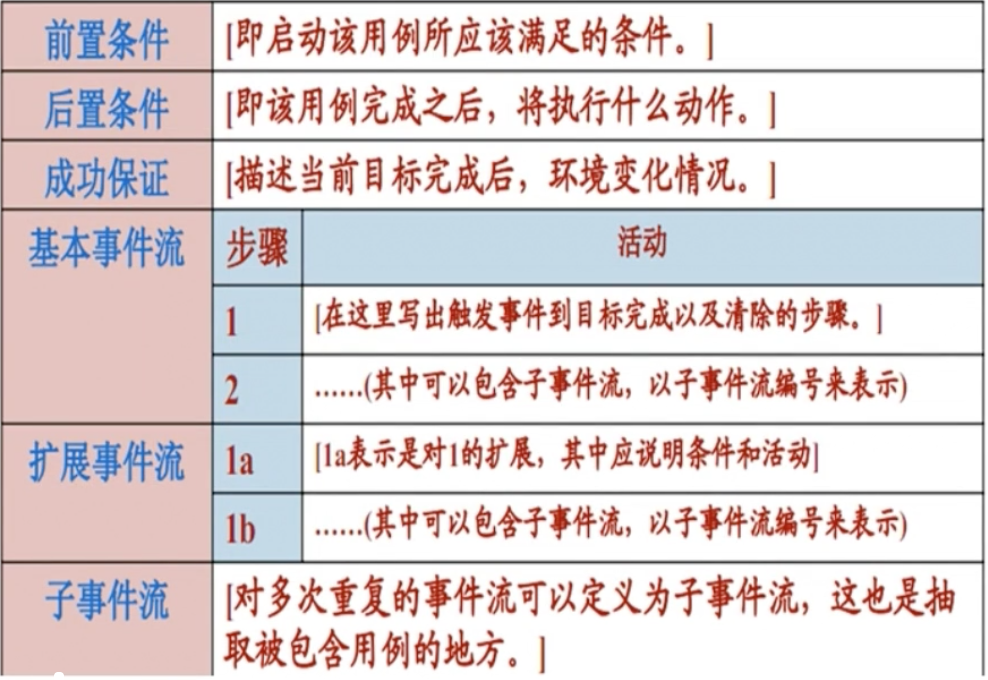 前置条件 [即启动该用例所应该满足的条件。]
后置条件 [即该用例完成之后，将执行什么动作。]
成功保证 [描述当前目标完成后，环境变化情况。]
基本事件流 步骤 活动
1 [在这里写出触发事件到目标完成以及清除的步骤。]
2 ……(其中可以包含子事件流，以子事件流编号来表示)
扩展事件流 1a [1a表示是对1的扩展，其中应说明条件和活动]
1b ……(其中可以包含子事件流，以子事件流编号来表示)
子事件流 [对多次重复的事件流可以定义为子事件流，这也是抽
取被包含用例的地方。]